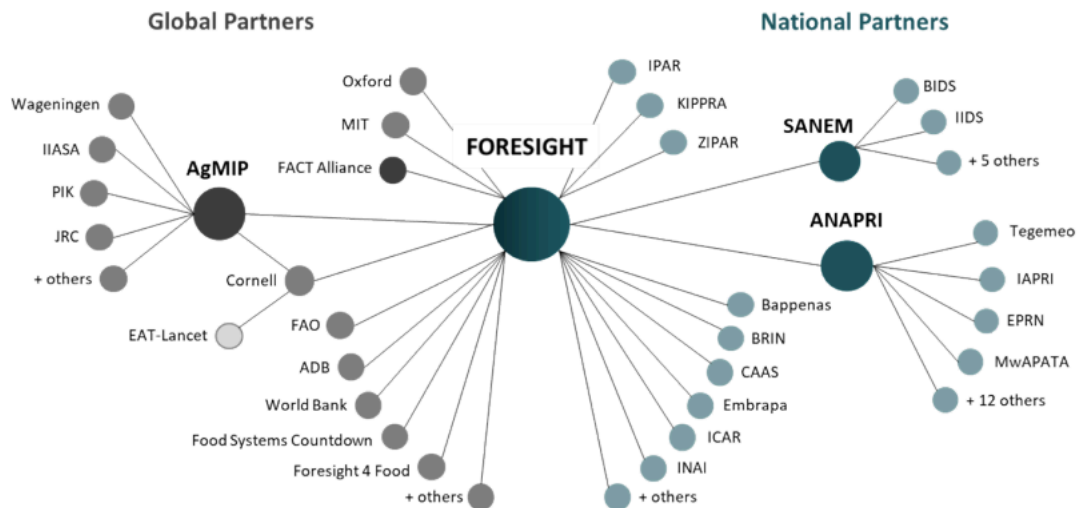 Global Partners
National Partners
Oxford
Wageningen
MIT
IIASA
FACT Alliance
AgMIP
PIK
JRC
+ others
Cornell
EAT-Lancet
FORESIGHT
IPAR
KIPPRA
ZIPAR
SANEM
BIDS
IIDS
+ 5 others
ANAPRI
Tegemeo
IAPRI
EPRN
MwAPATA
+ 12 others
FAO
ADB
World Bank
Food Systems Countdown
Foresight 4 Food
+ others
Bappenas
BRIN
CAAS
Embrapa
ICAR
INAI
+ others